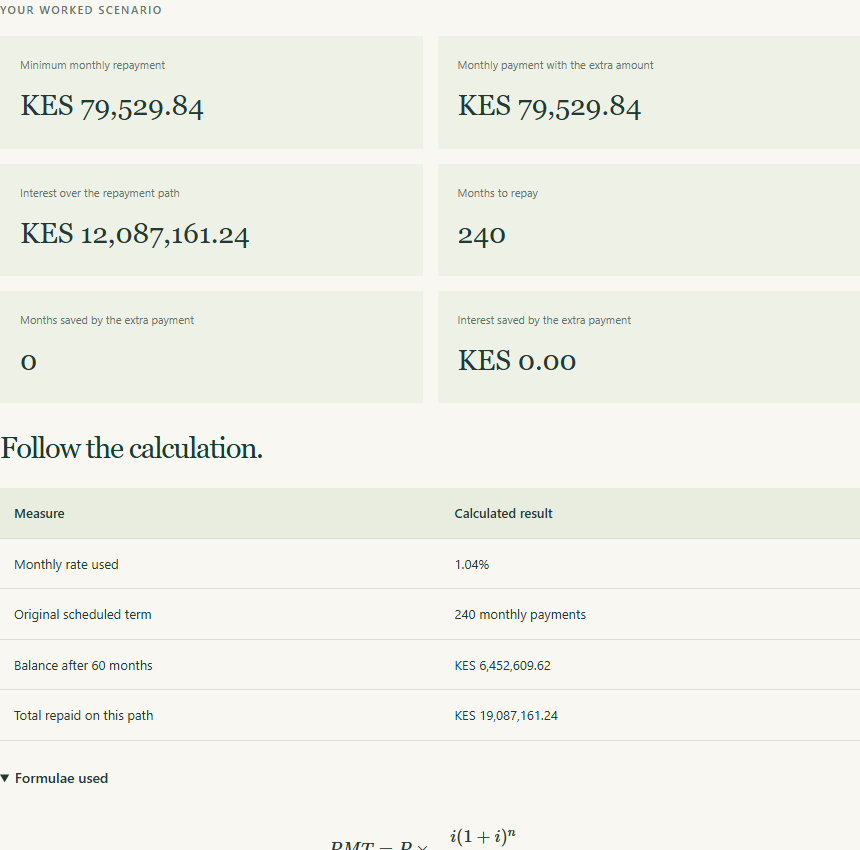 YOUR WORKED SCENARIO
Minimum monthly repayment
KES 79,529.84
Monthly payment with the extra amount
KES 79,529.84
Interest over the repayment path
KES 12,087,161.24
Months to repay
240
Months saved by the extra payment
0
Interest saved by the extra payment
KES 0.00
Follow the calculation.
Measure Calculated result
Monthly rate used 1.04%
Original scheduled term 240 monthly payments
Balance after 60 months KES 6,452,609.62
Total repaid on this path KES 19,087,161.24
▼ Formulae used
i(1 + i)^n
PMT = P ×